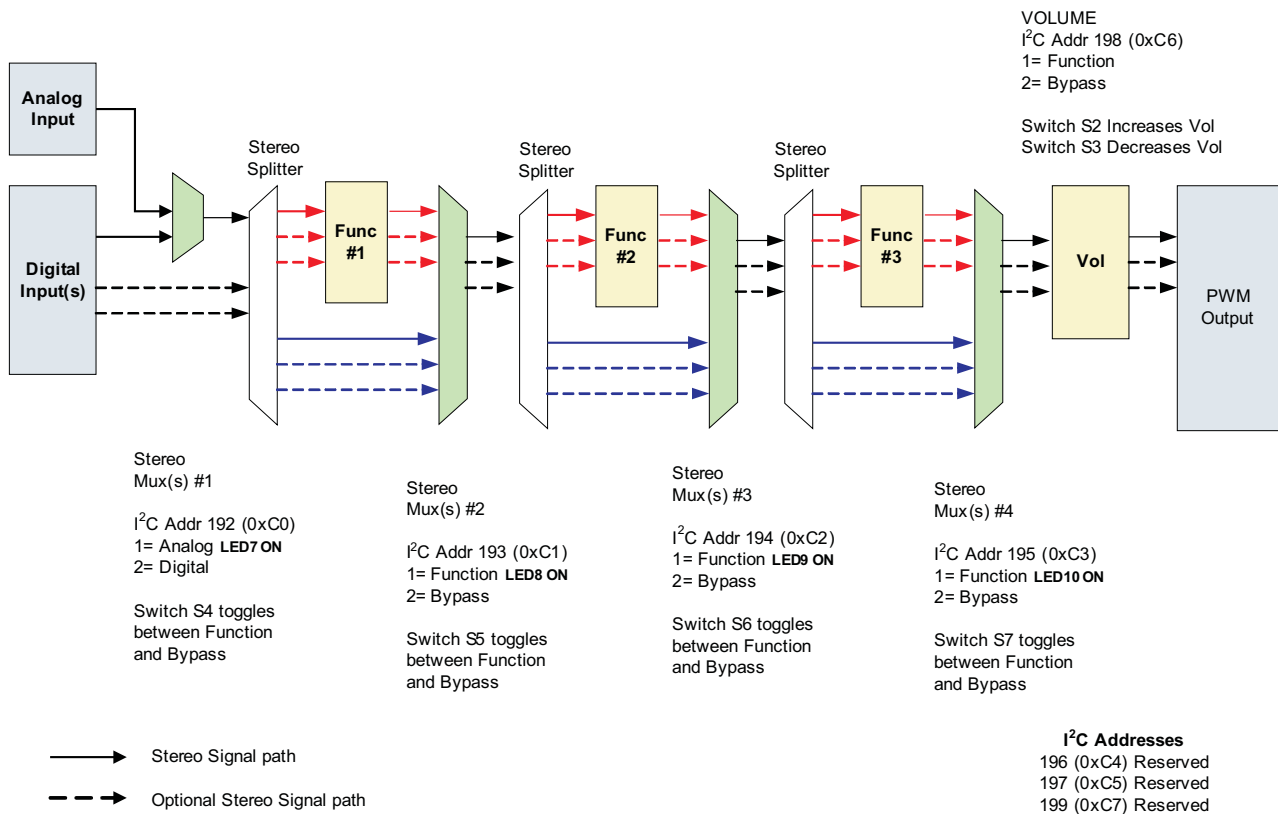 VOLUME
I2C Addr 198 (0xC6)
1= Function
2= Bypass
Switch S2 Increases Vol
Switch S3 Decreases Vol
Analog
Input
Digital
Input(s)
Stereo
Splitter
Func
#1
Stereo
Splitter
Func
#2
Stereo
Splitter
Func
#3
Vol
PWM
Output
Stereo
Mux(s) #1
I2C Addr 192 (0xC0)
1= Analog LED7 ON
2= Digital
Switch S4 toggles
between Function
and Bypass
Stereo
Mux(s) #2
I2C Addr 193 (0xC1)
1= Function LED8 ON
2= Bypass
Switch S5 toggles
between Function
and Bypass
Stereo
Mux(s) #3
I2C Addr 194 (0xC2)
1= Function LED9 ON
2= Bypass
Switch S6 toggles
between Function
and Bypass
Stereo
Mux(s) #4
I2C Addr 195 (0xC3)
1= Function LED10 ON
2= Bypass
Switch S7 toggles
between Function
and Bypass
Stereo Signal path
Optional Stereo Signal path
I2C Addresses
196 (0xC4) Reserved
197 (0xC5) Reserved
199 (0xC7) Reserved